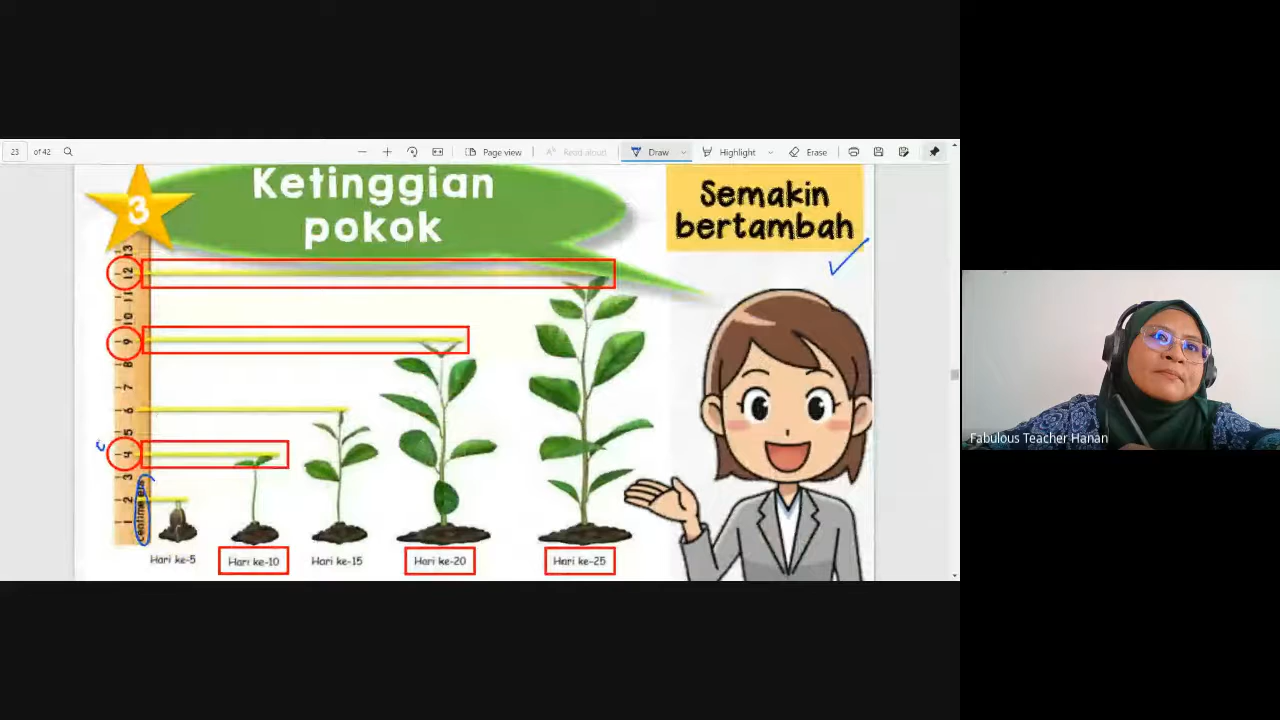 23 of 42
Page view
Read aloud
Draw
Highlight
Erase
3
Ketinggian
pokok
Semakin
bertambah
13
12
11
10
9
8
7
6
5
4
3
2
1
Hari ke-5
Hari ke-10
Hari ke-15
Hari ke-20
Hari ke-25
Fabulous Teacher Hanan